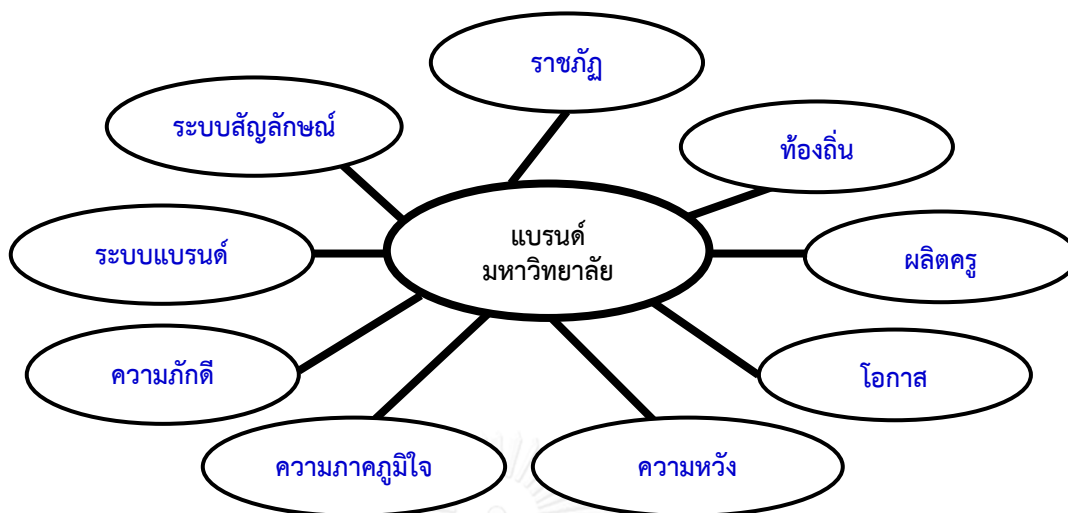 ราชภัฏ
ระบบสัญลักษณ์
ท้องถิ่น
แบรนด์
มหาวิทยาลัย
ระบบแบรนด์
ผลิตครู
ความภักดี
โอกาส
ความภาคภูมิใจ
ความหวัง